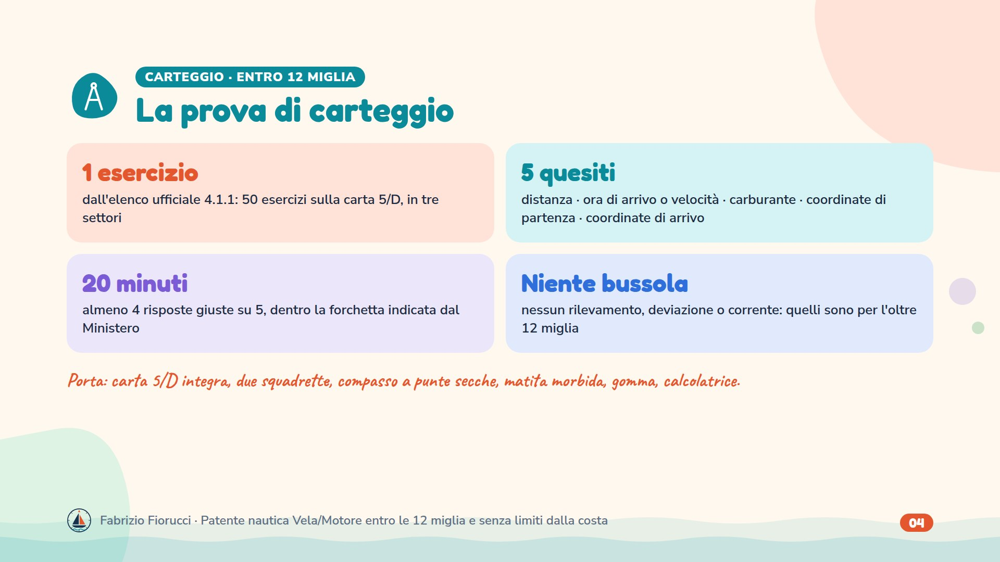 CARTEGGIO · ENTRO 12 MIGLIA
La prova di carteggio
1 esercizio
dall'elenco ufficiale 4.1.1: 50 esercizi sulla carta 5/D, in tre
settori
5 quesiti
distanza · ora di arrivo o velocità · carburante · coordinate di
partenza · coordinate di arrivo
20 minuti
almeno 4 risposte giuste su 5, dentro la forchetta indicata dal
Ministero
Niente bussola
nessun rilevamento, deviazione o corrente: quelli sono per l'oltre
12 miglia
Porta: carta 5/D integra, due squadrette, compasso a punte secche, matita morbida, gomma, calcolatrice.
Fabrizio Fiorucci · Patente nautica Vela/Motore entro le 12 miglia e senza limiti dalla costa
04